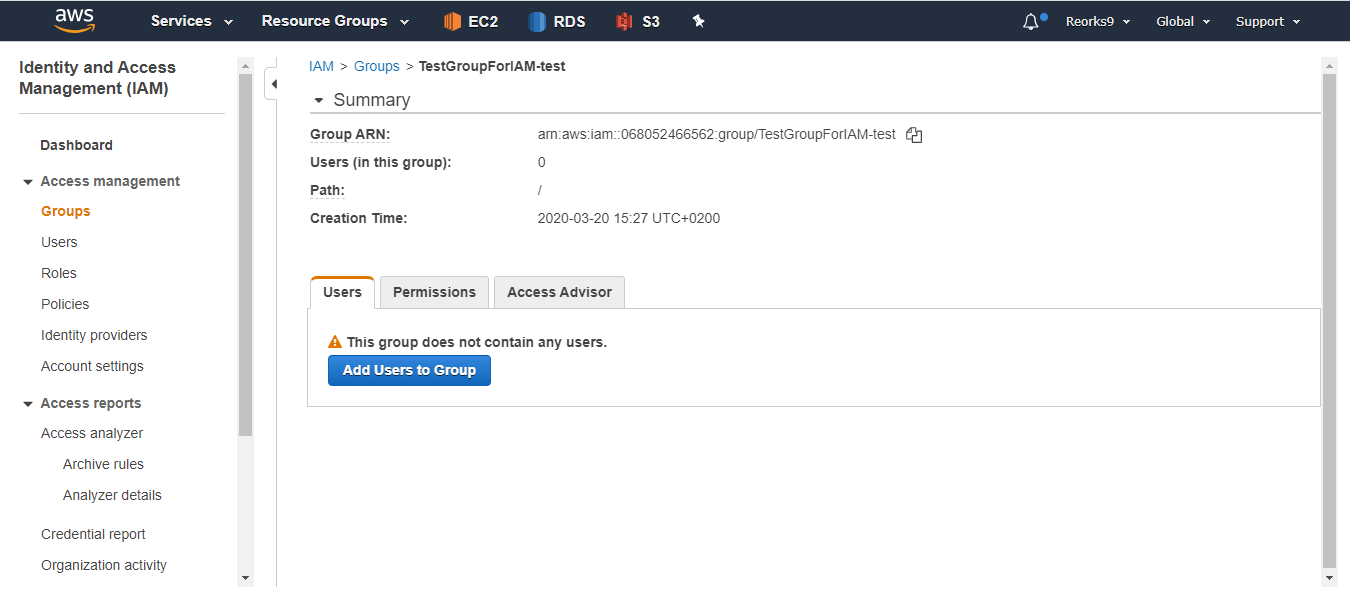 aws Services Resource Groups EC2 RDS S3 Reorks9 Global Support
Identity and Access
Management (IAM)
Dashboard
Access management
Groups
Users
Roles
Policies
Identity providers
Account settings
Access reports
Access analyzer
Archive rules
Analyzer details
Credential report
Organization activity
IAM > Groups > TestGroupForIAM-test
Summary
Group ARN: arn:aws:iam::068052466562:group/TestGroupForIAM-test
Users (in this group): 0
Path: /
Creation Time: 2020-03-20 15:27 UTC+0200
Users Permissions Access Advisor
This group does not contain any users.
Add Users to Group